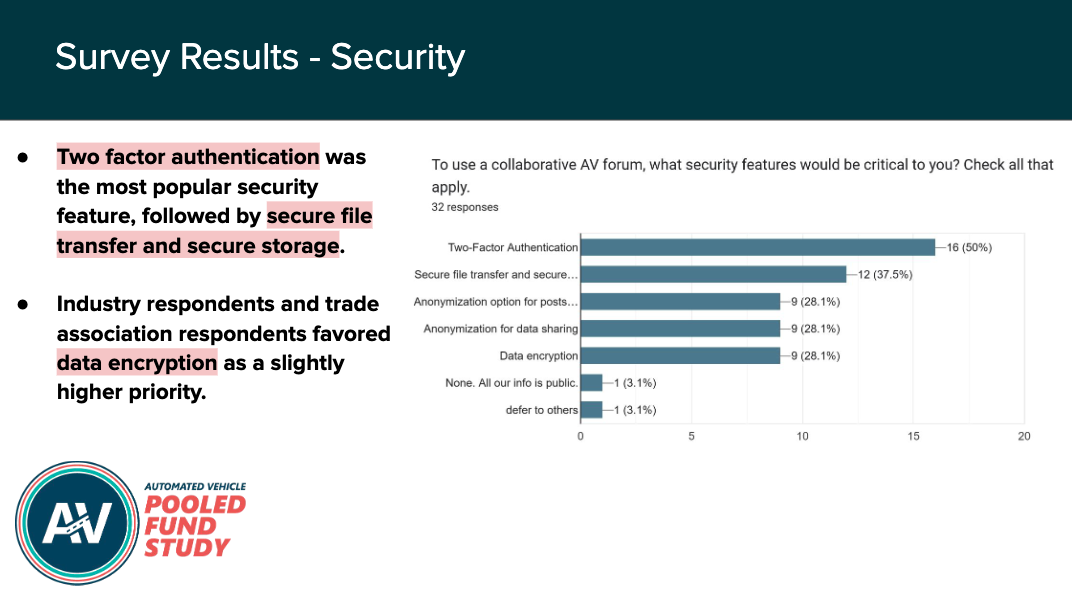 Survey Results - Security
● Two factor authentication was
the most popular security
feature, followed by secure file
transfer and secure storage.
● Industry respondents and trade
association respondents favored
data encryption as a slightly
higher priority.
To use a collaborative AV forum, what security features would be critical to you? Check all that
apply.
32 responses
Two-Factor Authentication 16 (50%)
Secure file transfer and secure… 12 (37.5%)
Anonymization option for posts… 9 (28.1%)
Anonymization for data sharing 9 (28.1%)
Data encryption 9 (28.1%)
None. All our info is public. 1 (3.1%)
defer to others 1 (3.1%)
0 5 10 15 20
AV
AUTOMATED VEHICLE
POOLED
FUND
STUDY